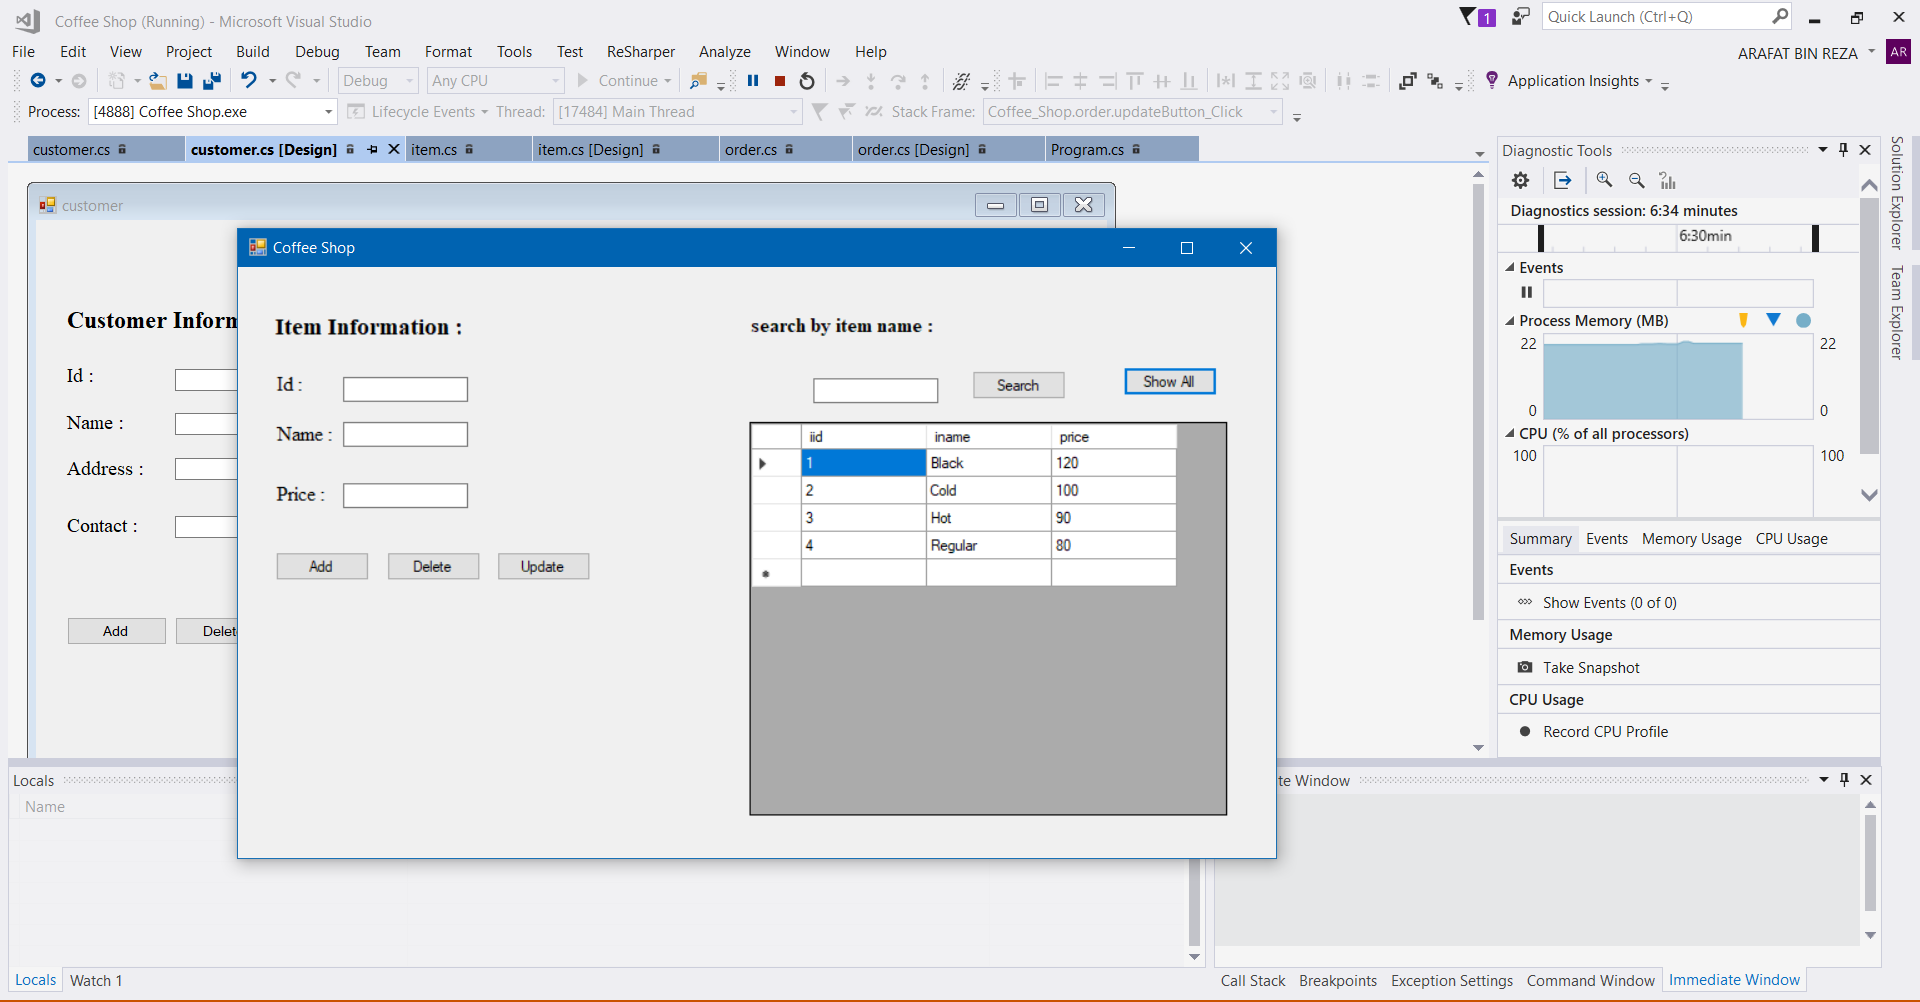 Coffee Shop (Running) - Microsoft Visual Studio
1
Quick Launch (Ctrl+Q)
File Edit View Project Build Debug Team Format Tools Test ReSharper Analyze Window Help
ARAFAT BIN REZA AR
Debug Any CPU Continue Application Insights
Process: [4888] Coffee Shop.exe Lifecycle Events Thread: [17484] Main Thread Stack Frame: Coffee_Shop.order.updateButton_Click
customer.cs customer.cs [Design] item.cs item.cs [Design] order.cs order.cs [Design] Program.cs
customer
Customer Inform
Id :
Name :
Address :
Contact :
Add Delet
Coffee Shop
Item Information :
Id :
Name :
Price :
Add Delete Update
search by item name :
Search Show All
iid iname price
1 Black 120
2 Cold 100
3 Hot 90
4 Regular 80
Diagnostic Tools
Diagnostics session: 6:34 minutes
6:30min
Events
Process Memory (MB)
22 22
0 0
CPU (% of all processors)
100 100
Summary Events Memory Usage CPU Usage
Events
Show Events (0 of 0)
Memory Usage
Take Snapshot
CPU Usage
Record CPU Profile
Solution Explorer
Team Explorer
Locals
Name
Locals Watch 1
te Window
Call Stack Breakpoints Exception Settings Command Window Immediate Window